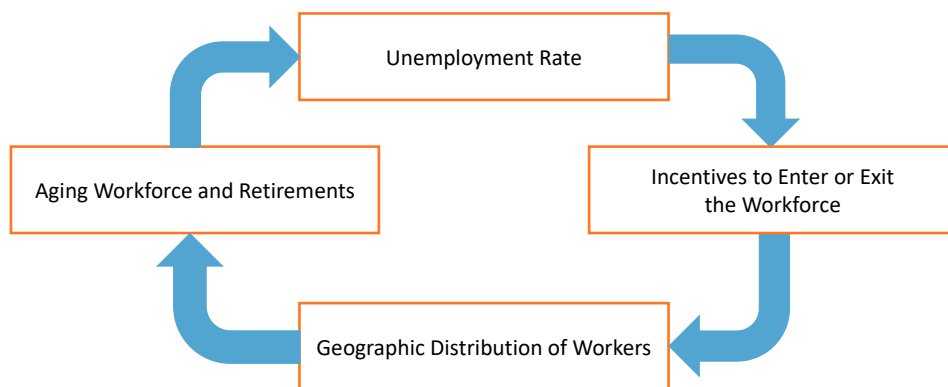 Unemployment Rate
Aging Workforce and Retirements
Incentives to Enter or Exit
the Workforce
Geographic Distribution of Workers